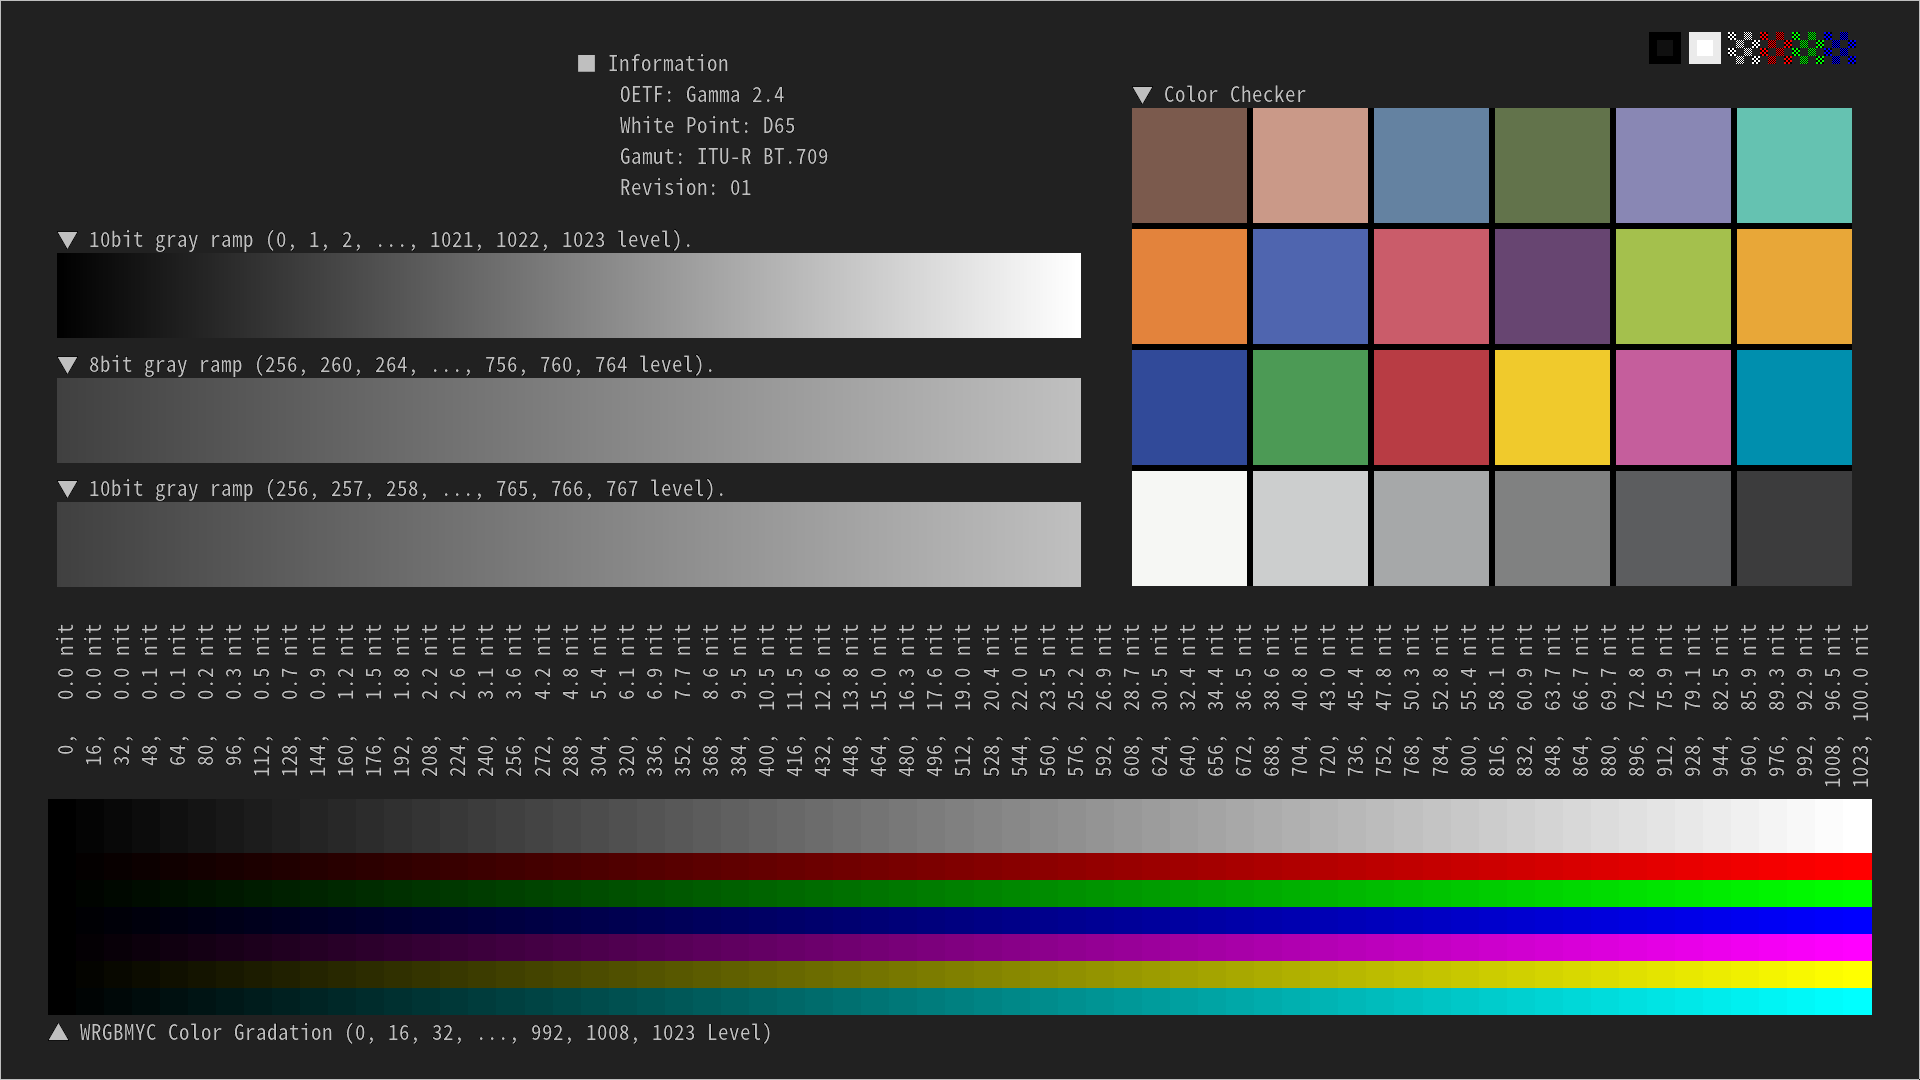 ■ Information
OETF: Gamma 2.4
White Point: D65
Gamut: ITU-R BT.709
Revision: 01
▼ Color Checker
▼ 10bit gray ramp (0, 1, 2, ..., 1021, 1022, 1023 level).
▼ 8bit gray ramp (256, 260, 264, ..., 756, 760, 764 level).
▼ 10bit gray ramp (256, 257, 258, ..., 765, 766, 767 level).
0, 0.0 nit
16, 0.0 nit
32, 0.0 nit
48, 0.1 nit
64, 0.1 nit
80, 0.2 nit
96, 0.3 nit
112, 0.5 nit
128, 0.7 nit
144, 0.9 nit
160, 1.2 nit
176, 1.5 nit
192, 1.8 nit
208, 2.2 nit
224, 2.6 nit
240, 3.1 nit
256, 3.6 nit
272, 4.2 nit
288, 4.8 nit
304, 5.4 nit
320, 6.1 nit
336, 6.9 nit
352, 7.7 nit
368, 8.6 nit
384, 9.5 nit
400, 10.5 nit
416, 11.5 nit
432, 12.6 nit
448, 13.8 nit
464, 15.0 nit
480, 16.3 nit
496, 17.6 nit
512, 19.0 nit
528, 20.4 nit
544, 22.0 nit
560, 23.5 nit
576, 25.2 nit
592, 26.9 nit
608, 28.7 nit
624, 30.5 nit
640, 32.4 nit
656, 34.4 nit
672, 36.5 nit
688, 38.6 nit
704, 40.8 nit
720, 43.0 nit
736, 45.4 nit
752, 47.8 nit
768, 50.3 nit
784, 52.8 nit
800, 55.4 nit
816, 58.1 nit
832, 60.9 nit
848, 63.7 nit
864, 66.7 nit
880, 69.7 nit
896, 72.8 nit
912, 75.9 nit
928, 79.1 nit
944, 82.5 nit
960, 85.9 nit
976, 89.3 nit
992, 92.9 nit
1008, 96.5 nit
1023, 100.0 nit
▲ WRGBMYC Color Gradation (0, 16, 32, ..., 992, 1008, 1023 Level)